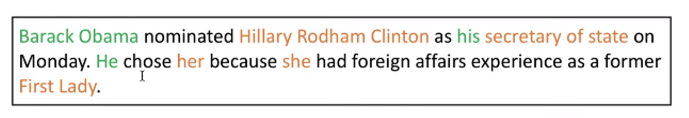 Barack Obama nominated Hillary Rodham Clinton as his secretary of state on
Monday. He chose her because she had foreign affairs experience as a former
First Lady.